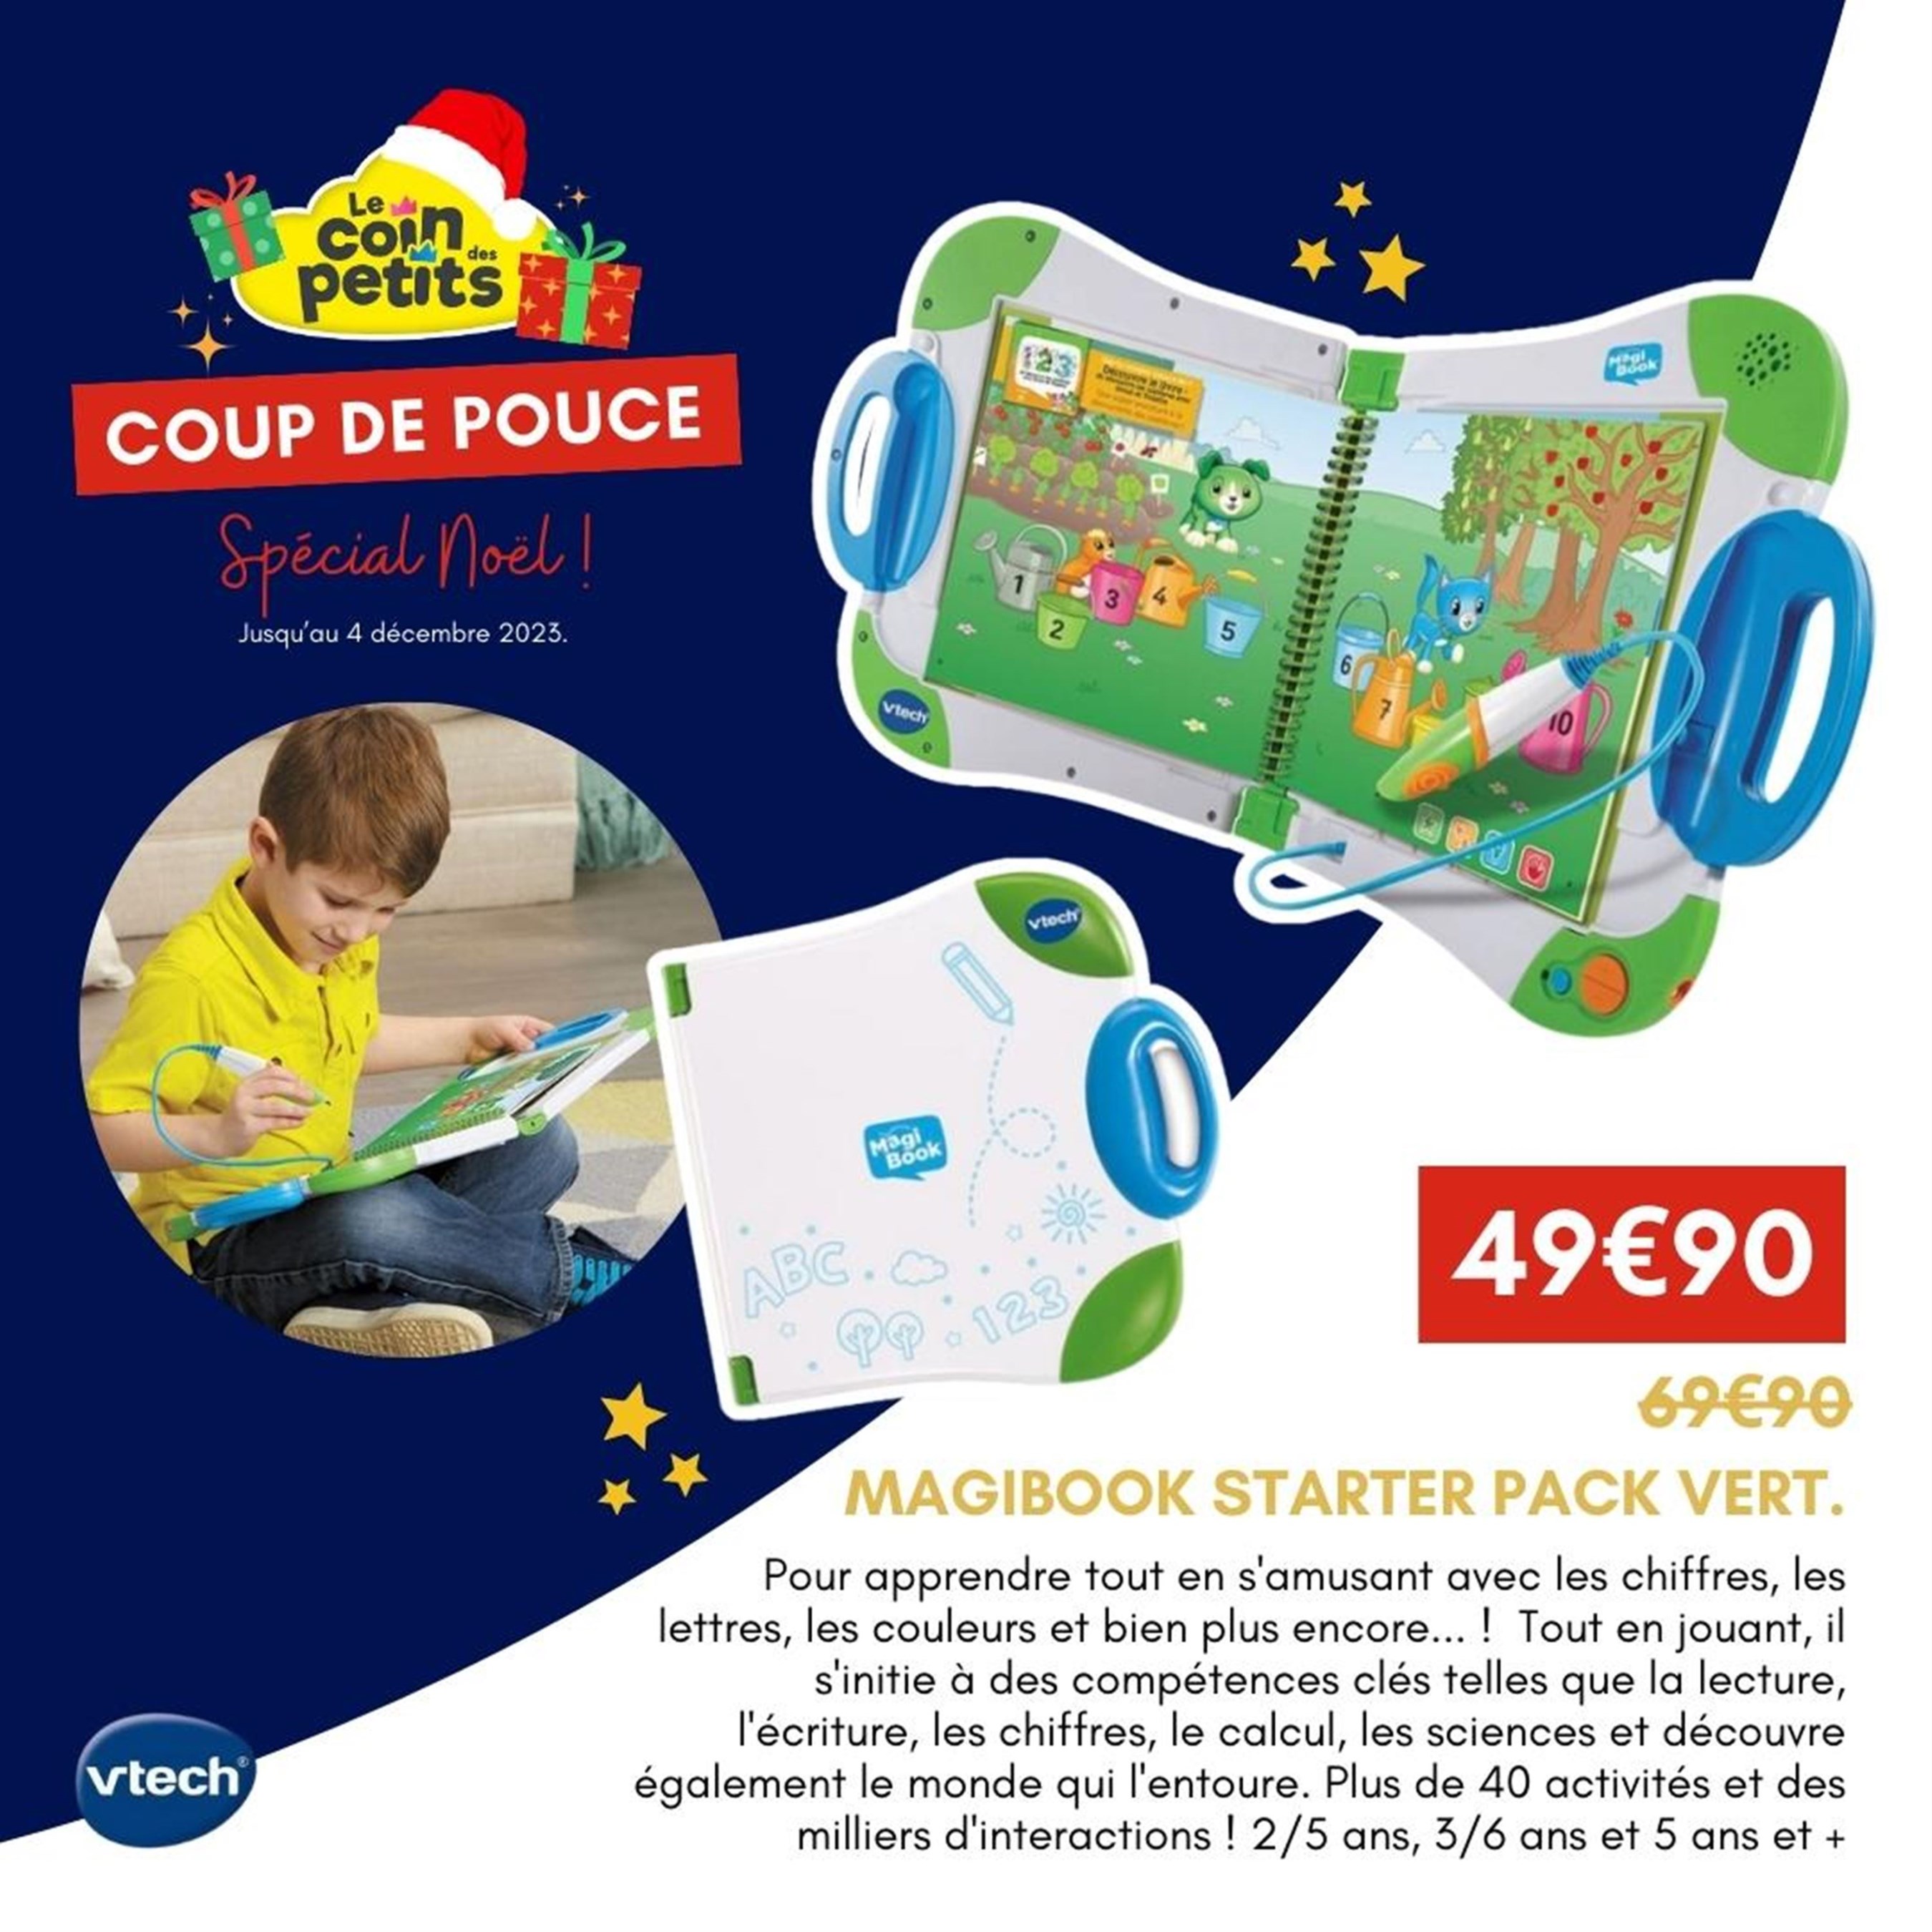 Le
coin
des
petits
COUP DE POUCE
Spécial Noël !
Jusqu'au 4 décembre 2023.
Magi
Book
1
2
3
4
5
6
7
10
vtech
vtech
Magi
Book
ABC
123
49€90
69€90
MAGIBOOK STARTER PACK VERT.
Pour apprendre tout en s'amusant avec les chiffres, les
lettres, les couleurs et bien plus encore... ! Tout en jouant, il
s'initie à des compétences clés telles que la lecture,
l'écriture, les chiffres, le calcul, les sciences et découvre
également le monde qui l'entoure. Plus de 40 activités et des
milliers d'interactions ! 2/5 ans, 3/6 ans et 5 ans et +
vtech®